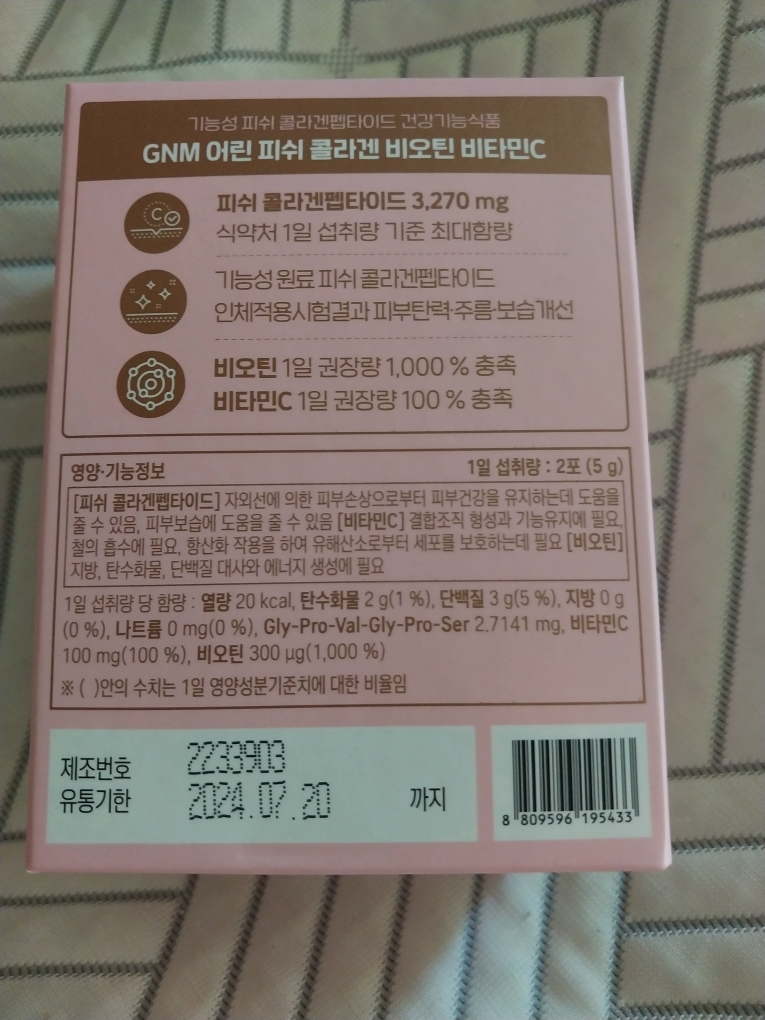 기능성 피쉬 콜라겐펩타이드 건강기능식품
GNM 어린 피쉬 콜라겐 비오틴 비타민C
C
피쉬 콜라겐펩타이드 3,270 mg
식약처 1일 섭취량 기준 최대함량
기능성 원료 피쉬 콜라겐펩타이드
인체적용시험결과 피부탄력·주름·보습개선
비오틴 1일 권장량 1,000 % 충족
비타민C 1일 권장량 100 % 충족
영양·기능정보 1일 섭취량 : 2포 (5 g)
[피쉬 콜라겐펩타이드] 자외선에 의한 피부손상으로부터 피부건강을 유지하는데 도움을
줄 수 있음, 피부보습에 도움을 줄 수 있음 [비타민C] 결합조직 형성과 기능유지에 필요,
철의 흡수에 필요, 항산화 작용을 하여 유해산소로부터 세포를 보호하는데 필요 [비오틴]
지방, 탄수화물, 단백질 대사와 에너지 생성에 필요
1일 섭취량 당 함량 : 열량 20 kcal, 탄수화물 2 g(1 %), 단백질 3 g(5 %), 지방 0 g
(0 %), 나트륨 0 mg(0 %), Gly-Pro-Val-Gly-Pro-Ser 2.7141 mg, 비타민C
100 mg(100 %), 비오틴 300 μg(1,000 %)
※ ( )안의 수치는 1일 영양성분기준치에 대한 비율임
제조번호 2233903
유통기한 2024.07.20 까지
8 809596 195433